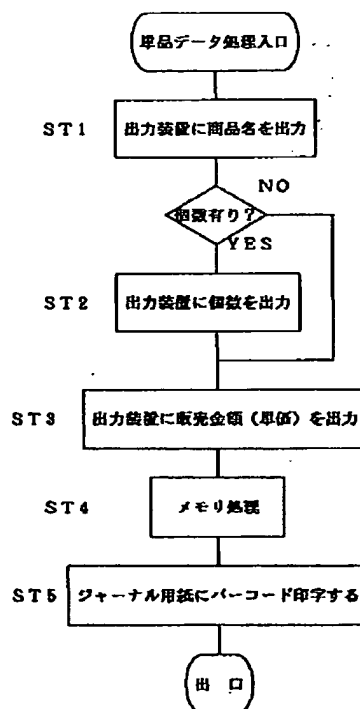 単品データ処理入口
ST1 出力装置に商品名を出力
NO
個数有り?
YES
ST2 出力装置に個数を出力
ST3 出力装置に販売金額(単価)を出力
ST4 メモリ処理
ST5 ジャーナル用紙にバーコード印字する
出 口